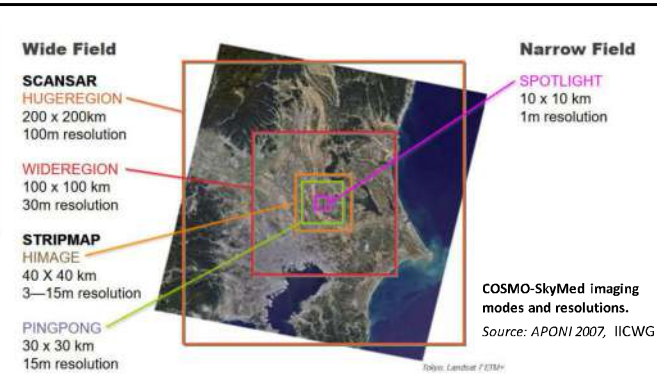 Wide Field
SCANSAR
HUGEREGION
200 x 200km
100m resolution
WIDEREGION
100 x 100 km
30m resolution
STRIPMAP
HIMAGE
40 X 40 km
3—15m resolution
PINGPONG
30 x 30 km
15m resolution
Narrow Field
SPOTLIGHT
10 x 10 km
1m resolution
COSMO-SkyMed imaging
modes and resolutions.
Source: APONI 2007, IICWG
Tokyo, Landsat 7 ETM+